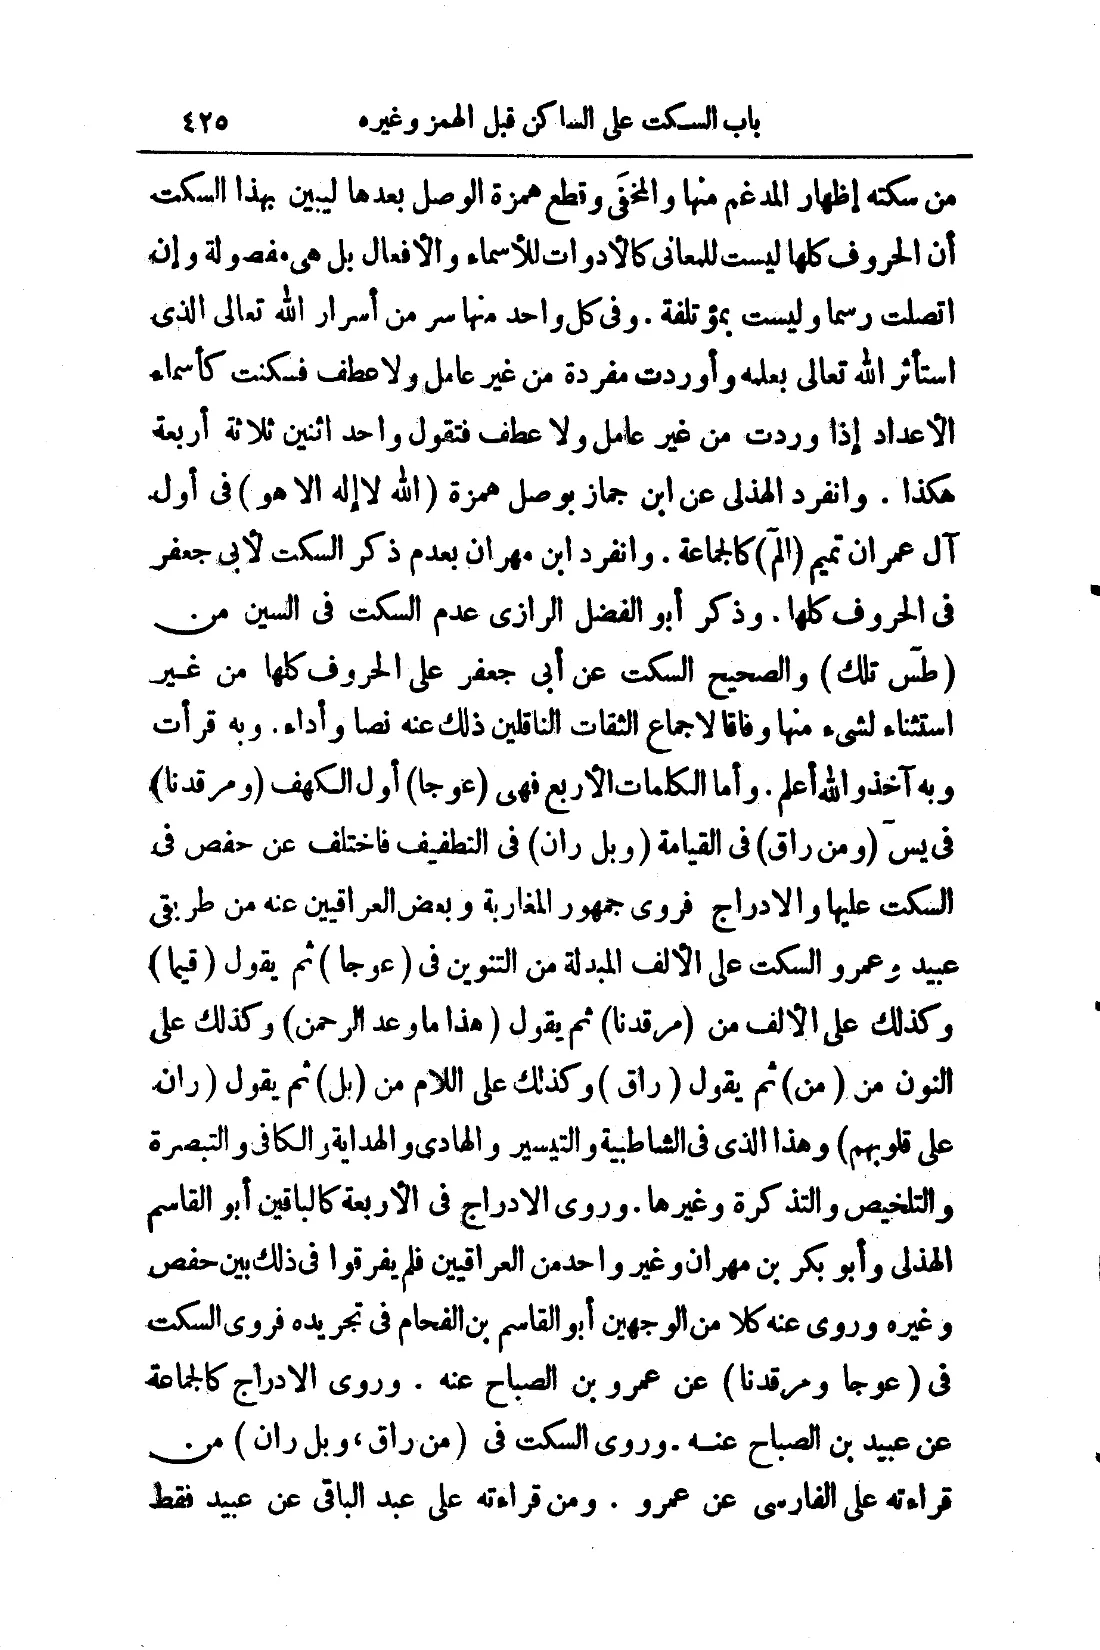 باب السكت على الساكن قبل الهمز وغيره ٤٢٥
من سكته إظهار المدغم منها والمخفَى وقطع همزة الوصل بعدها ليبين بهذا السكت
أن الحروف كلها ليست للمعانى كالأدوات للأسماء والأفعال بل هى مفصولة وإن
اتصلت رسما وليست بمؤتلفة . وفى كل واحد منها سر من أسرار الله تعالى الذى
استأثر الله تعالى بعلمه وأوردت مفردة من غير عامل ولا عطف فسكنت كأسماء
الأعداد إذا وردت من غير عامل ولا عطف فتقول واحد اثنين ثلاثة أربعة
هكذا . وانفرد الهذلى عن ابن جماز بوصل همزة (الله لاإله الا هو) فى أول
آل عمران تميم (المٓ) كالجماعة . وانفرد ابن مهران بعدم ذكر السكت لأبى جعفر
فى الحروف كلها . وذكر أبو الفضل الرازى عدم السكت فى السين من
(طسٓ تلك) والصحيح السكت عن أبى جعفر على الحروف كلها من غير
استثناء لشىء منها وفاقا لاجماع الثقات الناقلين ذلك عنه نصا وأداء . وبه قرأت
وبه آخذ والله أعلم . وأما الكلمات الأربع فهى (عوجا) أول الكهف (ومرقدنا)
فى يسٓ (ومن راق) فى القيامة (وبل ران) فى التطفيف فاختلف عن حفص فى
السكت عليها والادراج فروى جمهور المغاربة وبعض العراقيين عنه من طريقى
عبيد وعمرو السكت على الألف المبدلة من التنوين فى (عوجا) ثم يقول (قيما)
وكذلك على الألف من (مرقدنا) ثم يقول (هذا ماوعد الرحمن) وكذلك على
النون من (من) ثم يقول (راق) وكذلك على اللام من (بل) ثم يقول (ران
على قلوبهم) وهذا الذى فى الشاطبية والتيسير والهادى والهداية والكافى والتبصرة
والتلخيص والتذكرة وغيرها . وروى الادراج فى الأربعة كالباقين أبو القاسم
الهذلى وأبو بكر بن مهران وغير واحد من العراقيين فلم يفرقوا فى ذلك بين حفص
وغيره وروى عنه كلا من الوجهين أبو القاسم بن الفحام فى تجريده فروى السكت
فى (عوجا ومرقدنا) عن عمرو بن الصباح عنه . وروى الادراج كالجماعة
عن عبيد بن الصباح عنه . وروى السكت فى (من راق، وبل ران) من
قراءته على الفارسى عن عمرو . ومن قراءته على عبد الباقى عن عبيد فقط